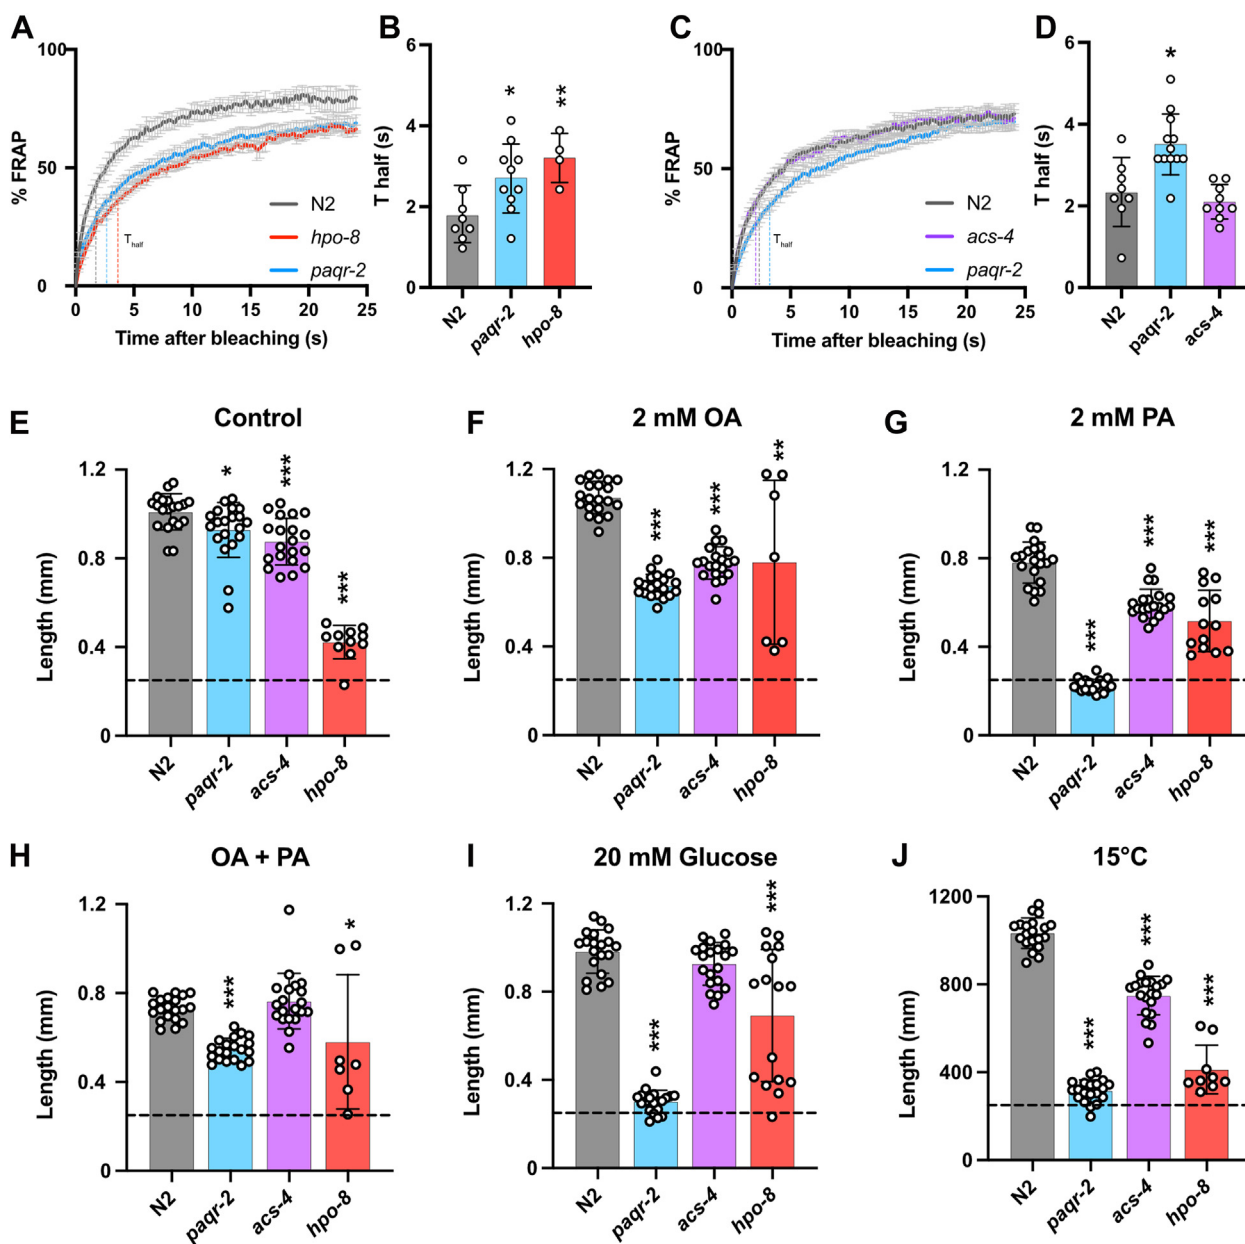 A
100
50
0
% FRAP
0 5 10 15 20 25
Time after bleaching (s)
T half
N2
hpo-8
paqr-2
B
6
4
2
0
T half (s)
* **
N2 paqr-2 hpo-8
C
100
50
0
% FRAP
0 5 10 15 20 25
Time after bleaching (s)
T half
N2
acs-4
paqr-2
D
6
4
2
0
T half (s)
*
N2 paqr-2 acs-4
E
Control
1.2
0.8
0.4
0
Length (mm)
* *** ***
N2 paqr-2 acs-4 hpo-8
F
2 mM OA
1.2
0.8
0.4
0
Length (mm)
*** *** **
N2 paqr-2 acs-4 hpo-8
G
2 mM PA
1.2
0.8
0.4
0
Length (mm)
*** *** ***
N2 paqr-2 acs-4 hpo-8
H
OA + PA
1.2
0.8
0.4
0
Length (mm)
*** *
N2 paqr-2 acs-4 hpo-8
I
20 mM Glucose
1.2
0.8
0.4
0
Length (mm)
*** ***
N2 paqr-2 acs-4 hpo-8
J
15°C
1200
800
400
0
Length (mm)
*** *** ***
N2 paqr-2 acs-4 hpo-8